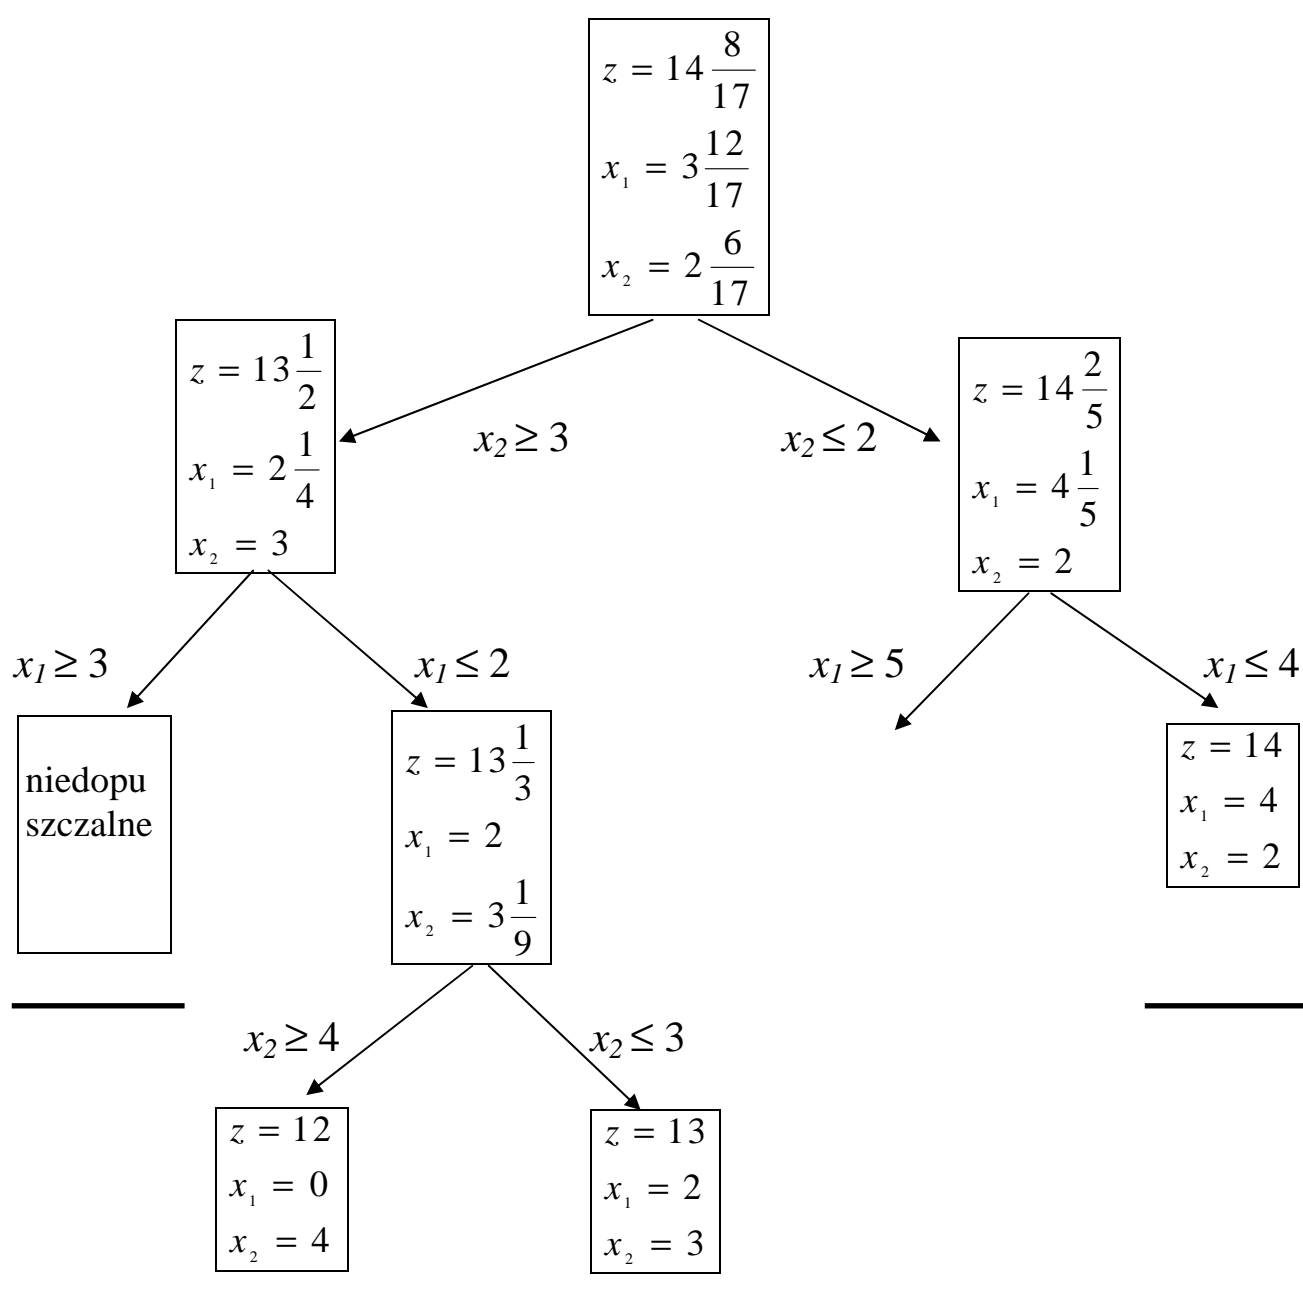 z = 14 8/17
x₁ = 3 12/17
x₂ = 2 6/17
z = 13 1/2
x₁ = 2 1/4
x₂ = 3
x₂ ≥ 3
x₂ ≤ 2
z = 14 2/5
x₁ = 4 1/5
x₂ = 2
x₁ ≥ 3
x₁ ≤ 2
x₁ ≥ 5
x₁ ≤ 4
niedopu
szczalne
z = 13 1/3
x₁ = 2
x₂ = 3 1/9
z = 14
x₁ = 4
x₂ = 2
x₂ ≥ 4
x₂ ≤ 3
z = 12
x₁ = 0
x₂ = 4
z = 13
x₁ = 2
x₂ = 3